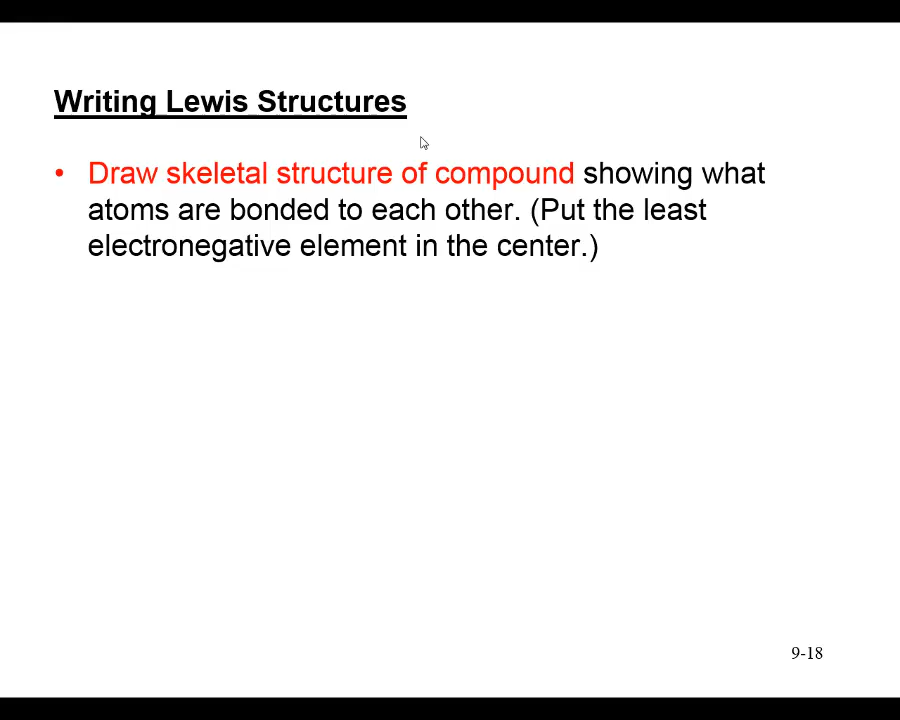 Writing Lewis Structures
• Draw skeletal structure of compound showing what
atoms are bonded to each other. (Put the least
electronegative element in the center.)
9-18